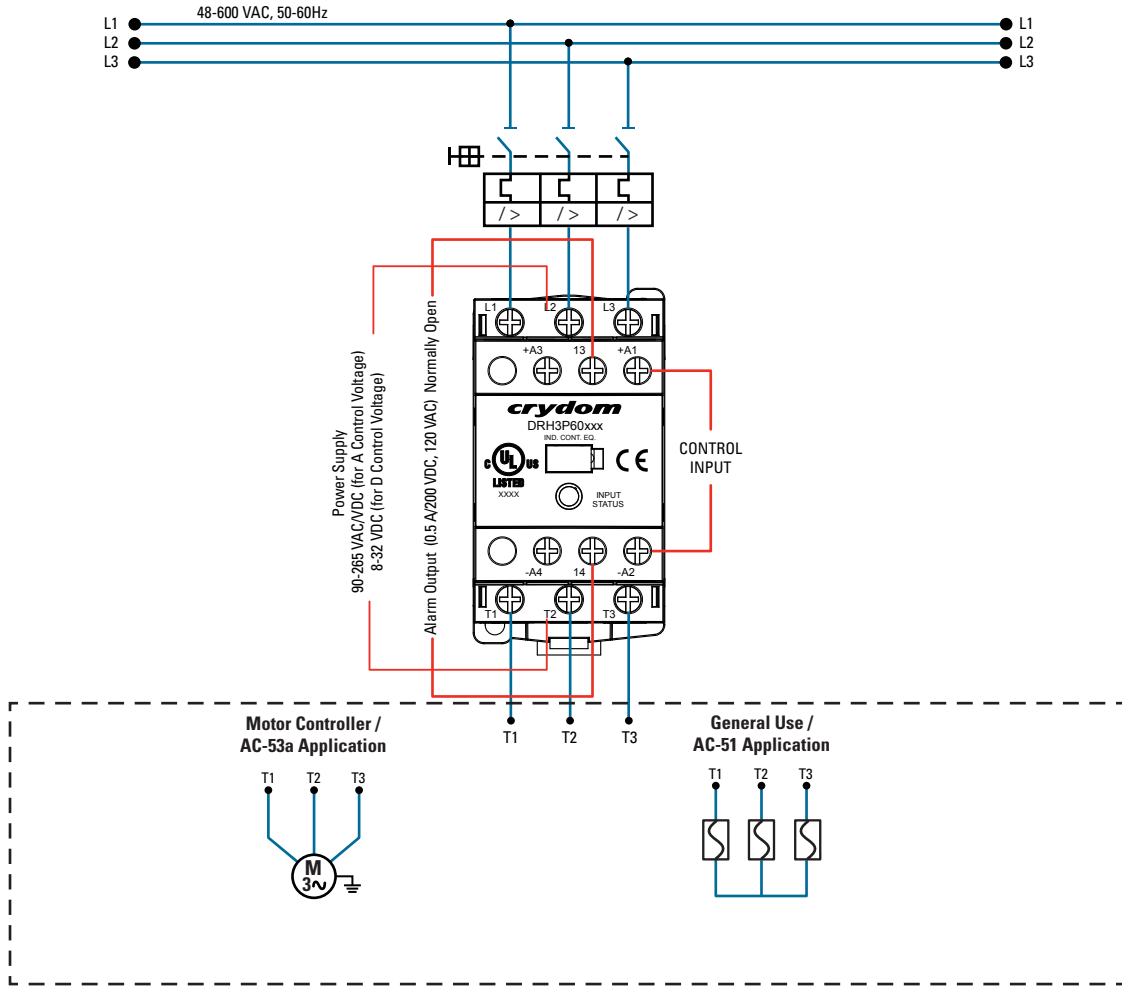 48-600 VAC, 50-60Hz
L1
L2
L3
L1
L2
L3
/ >
/ >
/ >
L1
L2
L3
+A3
13
+A1
crydom
DRH3P60xxx
IND. CONT. EQ.
C UL US
LISTED
XXXX
CE
INPUT
STATUS
CONTROL
INPUT
Power Supply
90-265 VAC/VDC (for A Control Voltage)
8-32 VDC (for D Control Voltage)
Alarm Output (0.5 A/200 VDC, 120 VAC) Normally Open
-A4
14
-A2
T1
T2
T3
T1
T2
T3
Motor Controller /
AC-53a Application
T1
T2
T3
M
3~
General Use /
AC-51 Application
T1
T2
T3